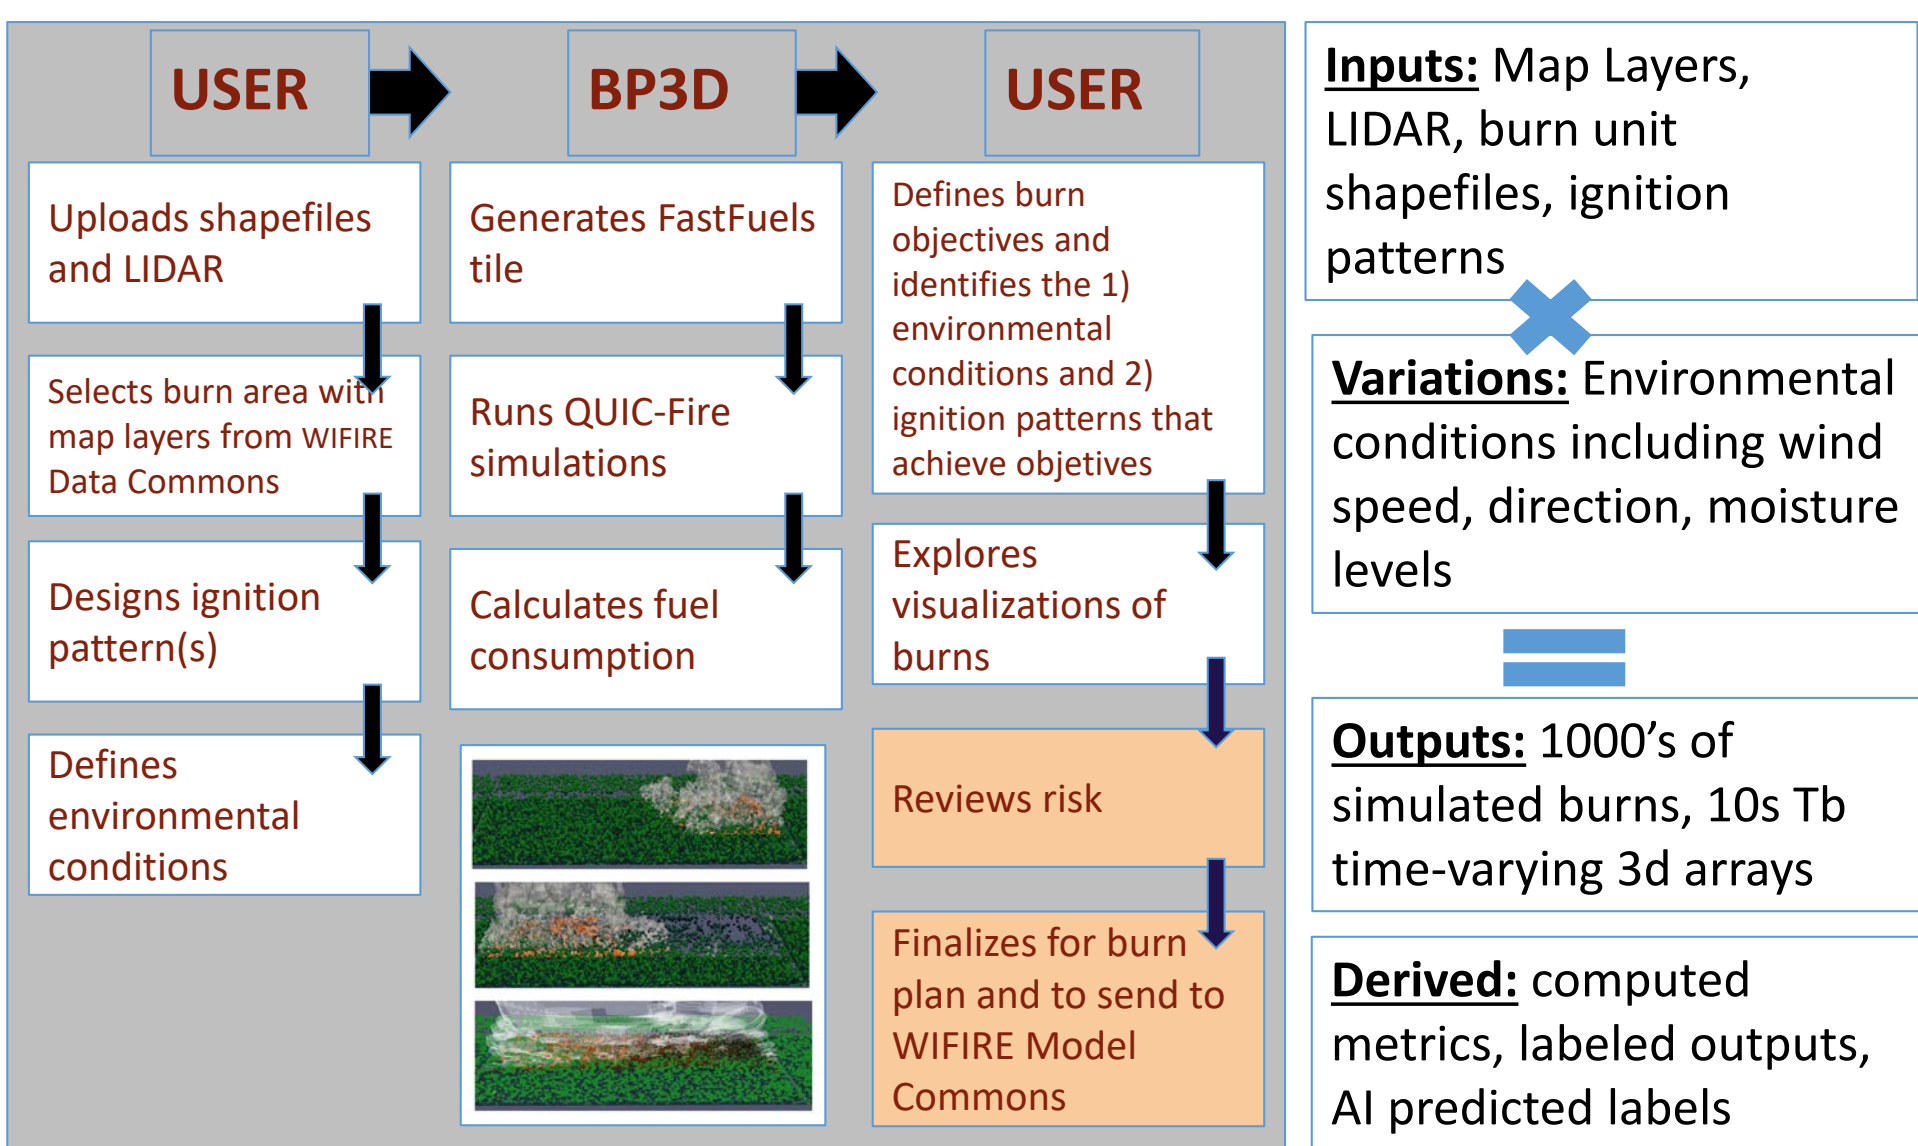 USER
Uploads shapefiles
and LIDAR
Selects burn area with
map layers from WIFIRE
Data Commons
Designs ignition
pattern(s)
Defines
environmental
conditions
BP3D
Generates FastFuels
tile
Runs QUIC-Fire
simulations
Calculates fuel
consumption
USER
Defines burn
objectives and
identifies the 1)
environmental
conditions and 2)
ignition patterns that
achieve objetives
Explores
visualizations of
burns
Reviews risk
Finalizes for burn
plan and to send to
WIFIRE Model
Commons
Inputs: Map Layers,
LIDAR, burn unit
shapefiles, ignition
patterns
Variations: Environmental
conditions including wind
speed, direction, moisture
levels
Outputs: 1000’s of
simulated burns, 10s Tb
time-varying 3d arrays
Derived: computed
metrics, labeled outputs,
AI predicted labels